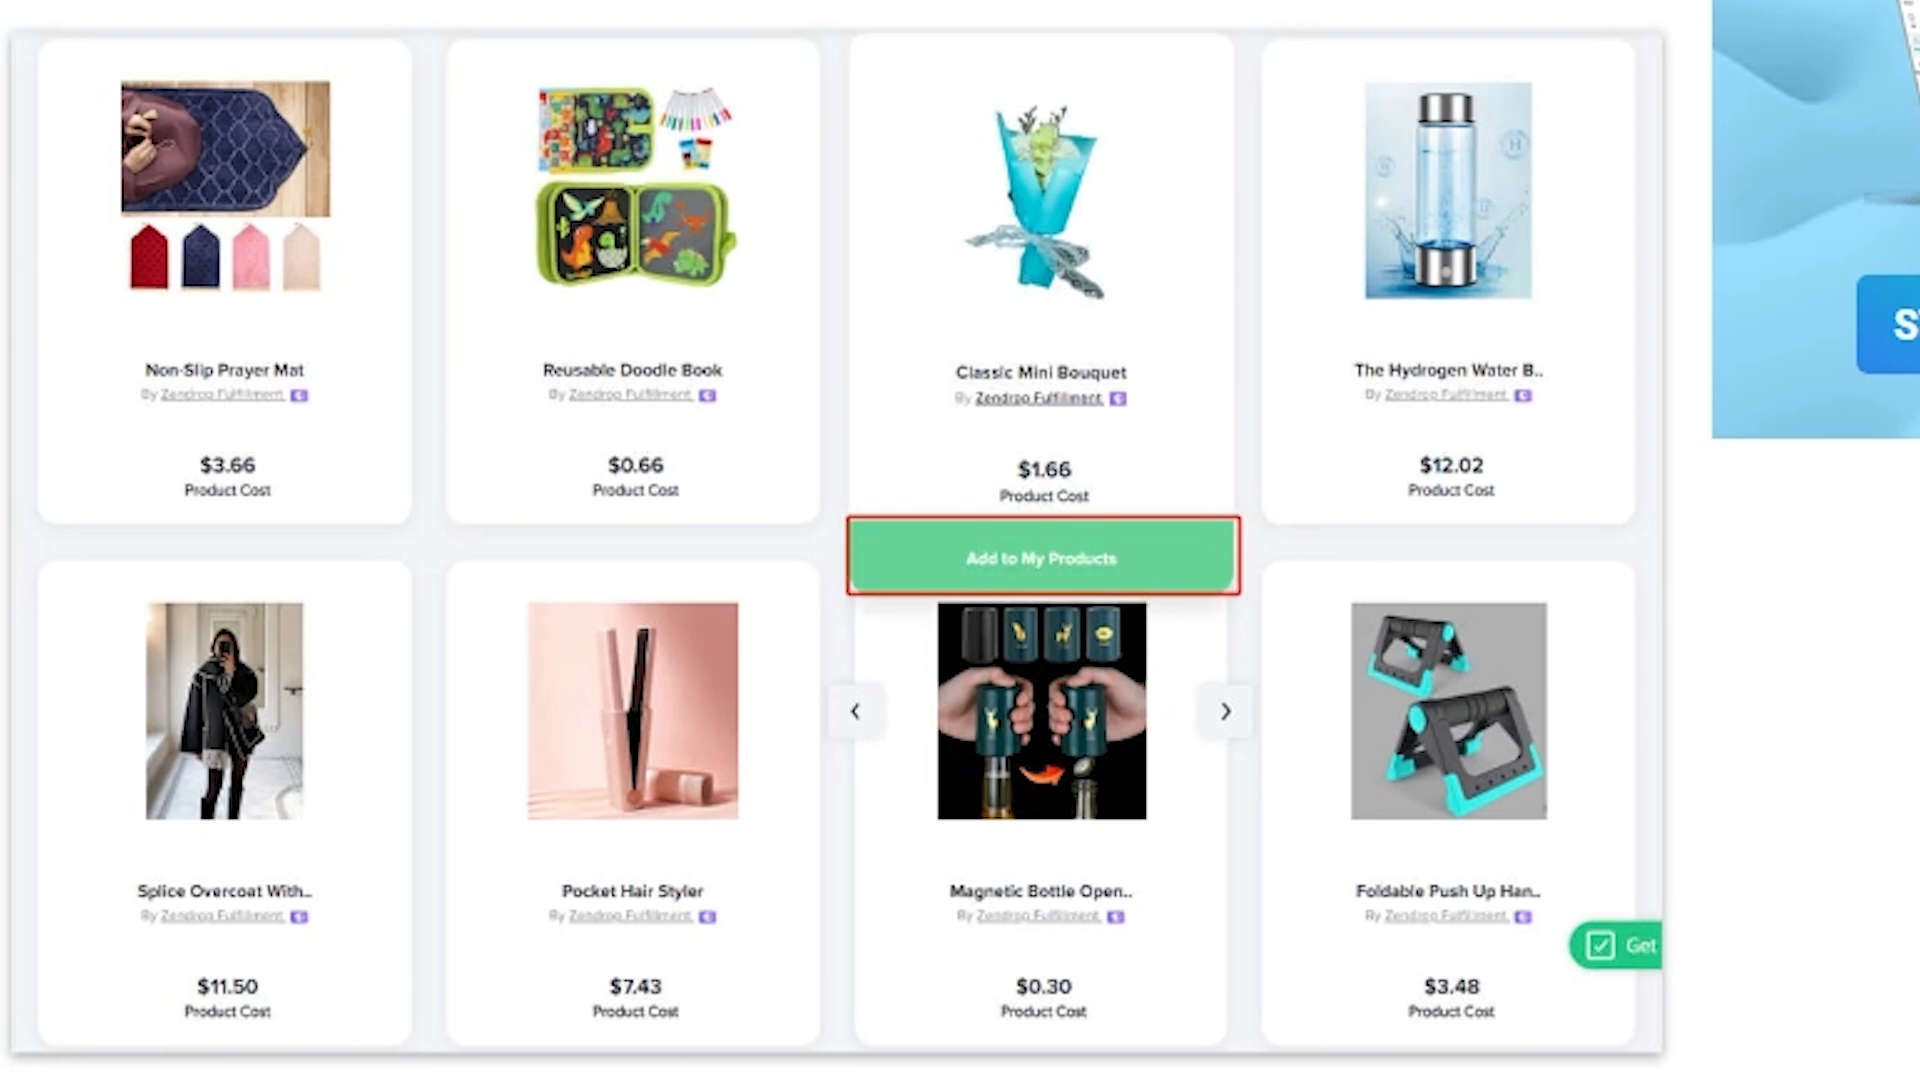 Non-Slip Prayer Mat
By Zendrop Fulfillment
$3.66
Product Cost
Reusable Doodle Book
By Zendrop Fulfillment
$0.66
Product Cost
Classic Mini Bouquet
By Zendrop Fulfillment
$1.66
Product Cost
Add to My Products
The Hydrogen Water B..
By Zendrop Fulfillment
$12.02
Product Cost
Splice Overcoat With..
By Zendrop Fulfillment
$11.50
Product Cost
Pocket Hair Styler
By Zendrop Fulfillment
$7.43
Product Cost
Magnetic Bottle Open..
By Zendrop Fulfillment
$0.30
Product Cost
Foldable Push Up Han..
By Zendrop Fulfillment
$3.48
Product Cost
Get